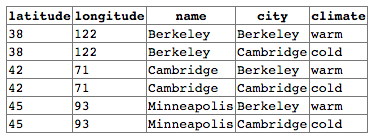 latitude longitude name city climate
38 122 Berkeley Berkeley warm
38 122 Berkeley Cambridge cold
42 71 Cambridge Berkeley warm
42 71 Cambridge Cambridge cold
45 93 Minneapolis Berkeley warm
45 93 Minneapolis Cambridge cold